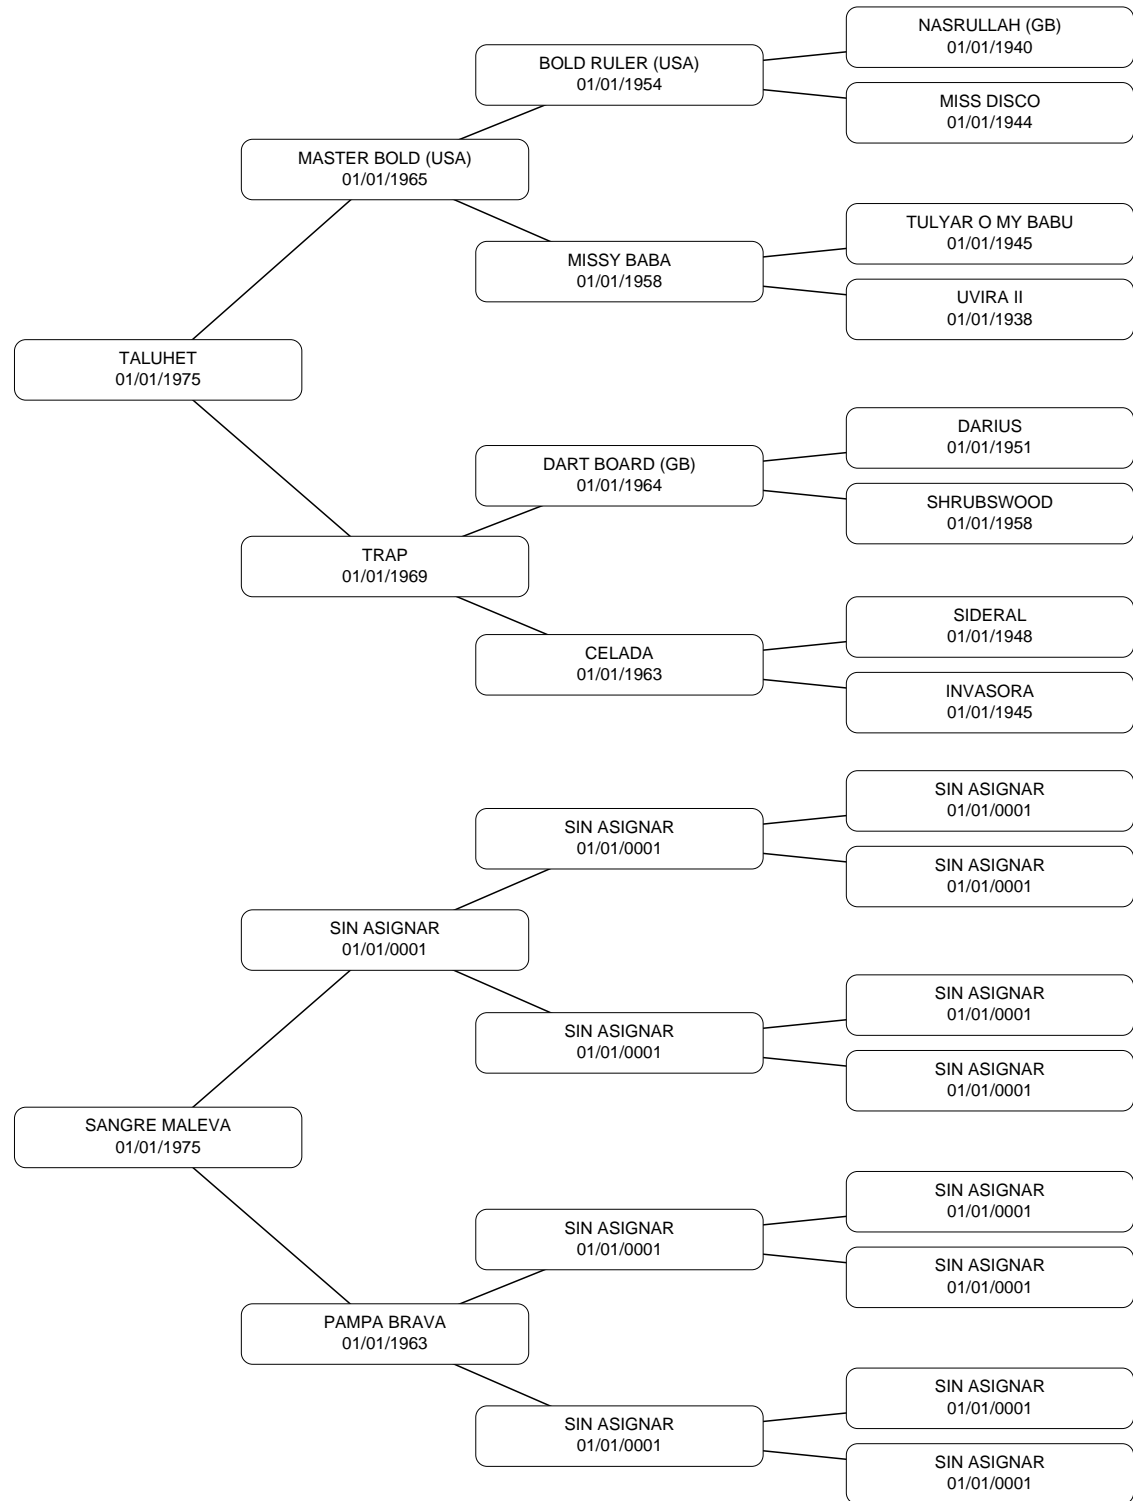 NASRULLAH (GB)
01/01/1940
BOLD RULER (USA)
01/01/1954
MISS DISCO
01/01/1944
MASTER BOLD (USA)
01/01/1965
TULYAR O MY BABU
01/01/1945
MISSY BABA
01/01/1958
UVIRA II
01/01/1938
TALUHET
01/01/1975
DARIUS
01/01/1951
DART BOARD (GB)
01/01/1964
SHRUBSWOOD
01/01/1958
TRAP
01/01/1969
SIDERAL
01/01/1948
CELADA
01/01/1963
INVASORA
01/01/1945
SIN ASIGNAR
01/01/0001
SIN ASIGNAR
01/01/0001
SIN ASIGNAR
01/01/0001
SIN ASIGNAR
01/01/0001
SIN ASIGNAR
01/01/0001
SIN ASIGNAR
01/01/0001
SIN ASIGNAR
01/01/0001
SANGRE MALEVA
01/01/1975
SIN ASIGNAR
01/01/0001
SIN ASIGNAR
01/01/0001
SIN ASIGNAR
01/01/0001
PAMPA BRAVA
01/01/1963
SIN ASIGNAR
01/01/0001
SIN ASIGNAR
01/01/0001
SIN ASIGNAR
01/01/0001